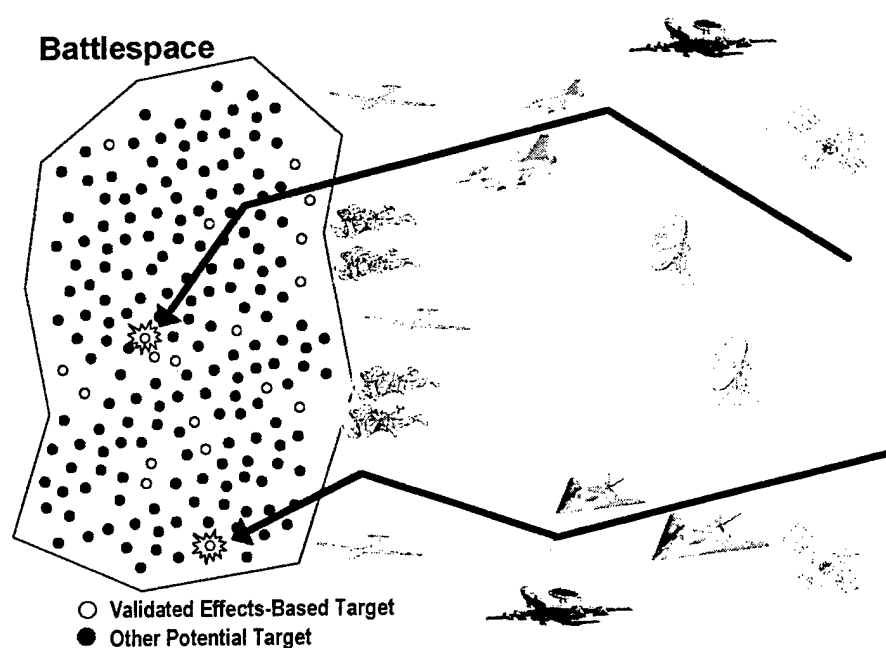 Battlespace
Validated Effects-Based Target
Other Potential Target